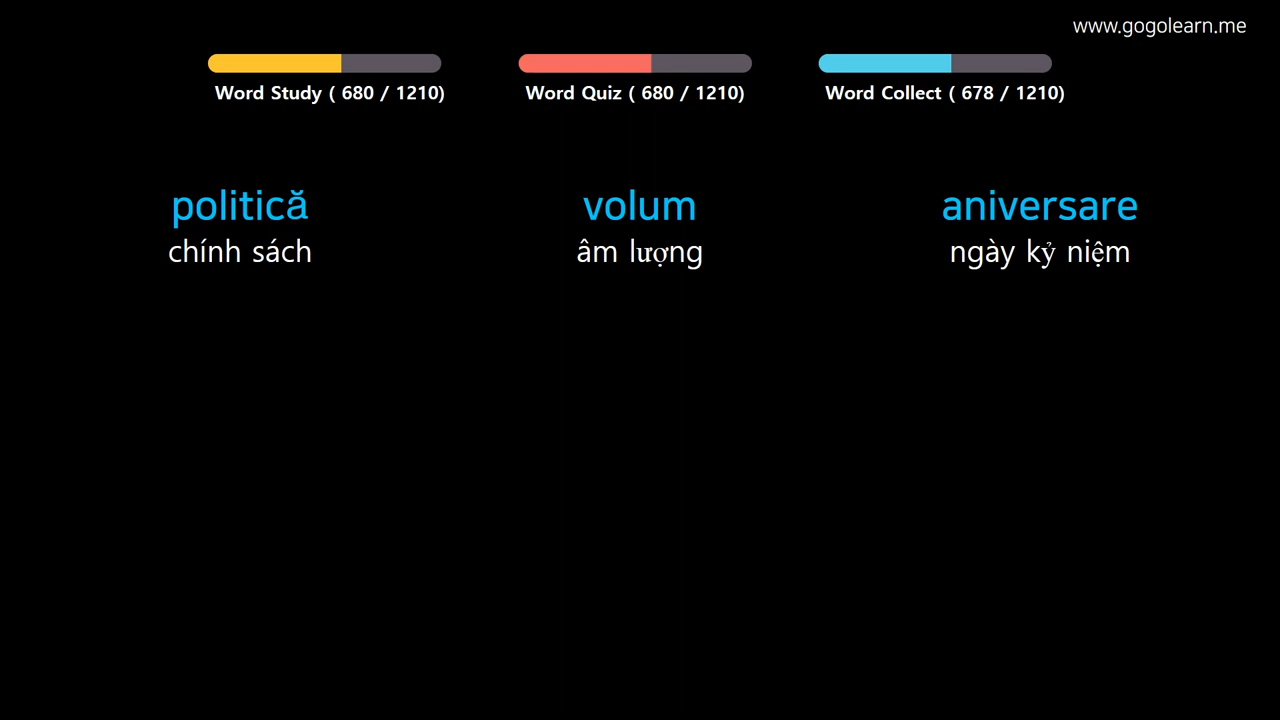 www.gogolearn.me
Word Study ( 680 / 1210)
Word Quiz ( 680 / 1210)
Word Collect ( 678 / 1210)
politică
volum
aniversare
chính sách
âm lượng
ngày kỷ niệm